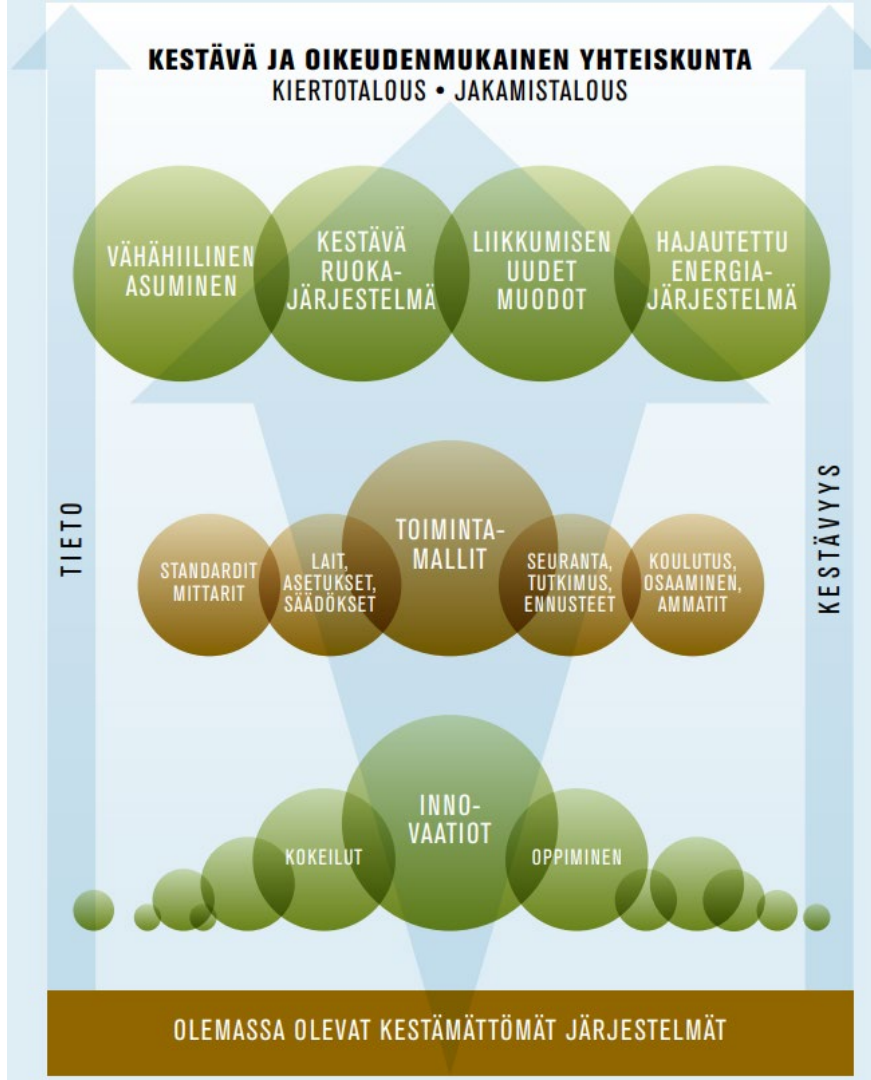 KESTÄVÄ JA OIKEUDENMUKAINEN YHTEISKUNTA
KIERTOTALOUS • JAKAMISTALOUS
VÄHÄHIILINEN
ASUMINEN
KESTÄVÄ
RUOKA-
JÄRJESTELMÄ
LIIKKUMISEN
UUDET
MUODOT
HAJAUTETTU
ENERGIA-
JÄRJESTELMÄ
TIETO
KESTÄVYYS
STANDARDIT
MITTARIT
LAIT,
ASETUKSET,
SÄÄDÖKSET
TOIMINTA-
MALLIT
SEURANTA,
TUTKIMUS,
ENNUSTEET
KOULUTUS,
OSAAMINEN,
AMMATIT
KOKEILUT
INNO-
VAATIOT
OPPIMINEN
OLEMASSA OLEVAT KESTÄMÄTTÖMÄT JÄRJESTELMÄT